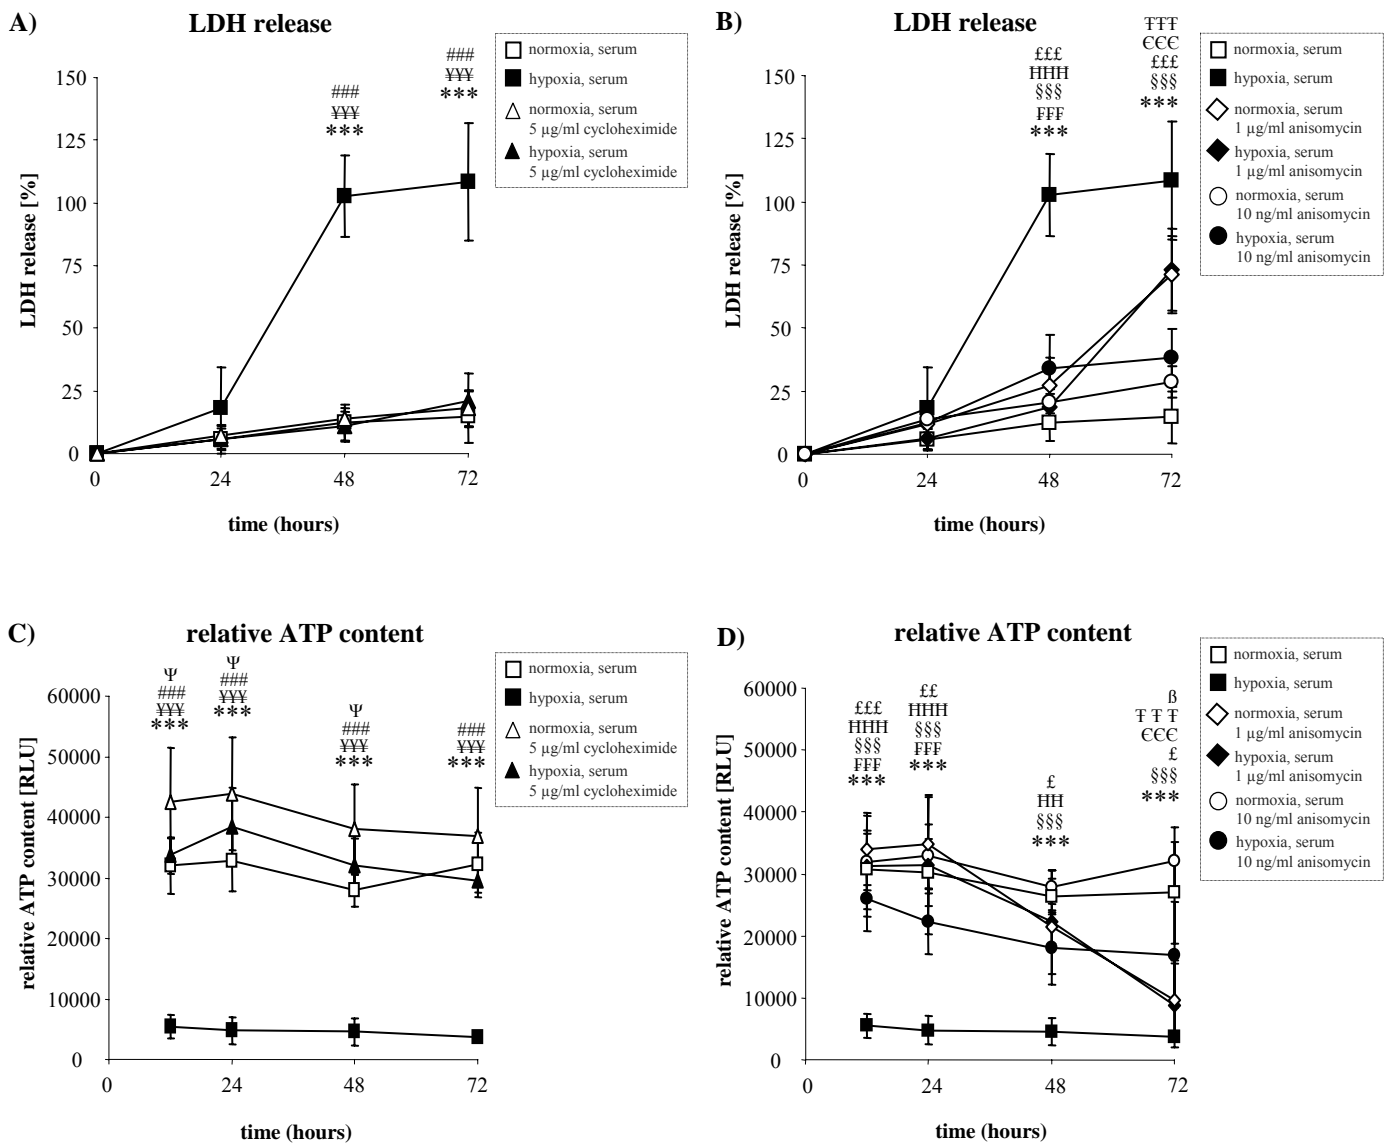 A)
LDH release
normoxia, serum
hypoxia, serum
normoxia, serum
5 µg/ml cycloheximide
hypoxia, serum
5 µg/ml cycloheximide
###
¥¥¥
***
###
¥¥¥
***
LDH release [%]
150
125
100
75
50
25
0
0 24 48 72
time (hours)
B)
LDH release
normoxia, serum
hypoxia, serum
normoxia, serum
1 µg/ml anisomycin
hypoxia, serum
1 µg/ml anisomycin
normoxia, serum
10 ng/ml anisomycin
hypoxia, serum
10 ng/ml anisomycin
£££
ĦĦĦ
§§§
₣₣₣
***
ŦŦŦ
€€€
£££
§§§
***
LDH release [%]
150
125
100
75
50
25
0
0 24 48 72
time (hours)
C)
relative ATP content
normoxia, serum
hypoxia, serum
normoxia, serum
5 µg/ml cycloheximide
hypoxia, serum
5 µg/ml cycloheximide
Ψ
###
¥¥¥
***
Ψ
###
¥¥¥
***
Ψ
###
¥¥¥
***
###
¥¥¥
***
relative ATP content [RLU]
60000
50000
40000
30000
20000
10000
0
0 24 48 72
time (hours)
D)
relative ATP content
normoxia, serum
hypoxia, serum
normoxia, serum
1 µg/ml anisomycin
hypoxia, serum
1 µg/ml anisomycin
normoxia, serum
10 ng/ml anisomycin
hypoxia, serum
10 ng/ml anisomycin
£££
ĦĦĦ
§§§
₣₣₣
***
££
ĦĦĦ
§§§
₣₣₣
***
£
ĦĦ
§§§
***
ß
Ŧ Ŧ Ŧ
€€€
£
§§§
***
relative ATP content [RLU]
60000
50000
40000
30000
20000
10000
0
0 24 48 72
time (hours)